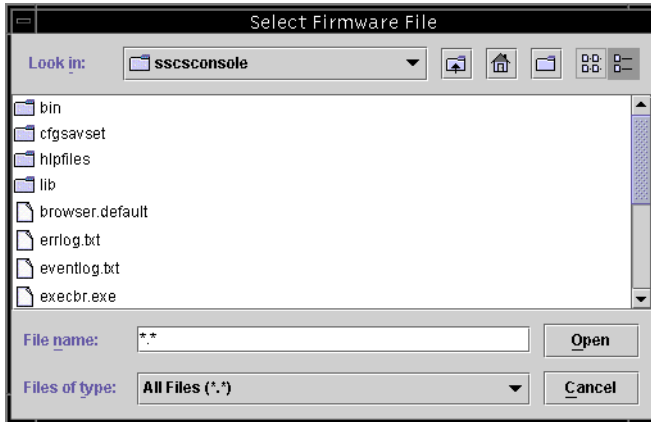 Select Firmware File
Look in: sscsconsole
bin
cfgsavset
hlpfiles
lib
browser.default
errlog.txt
eventlog.txt
execbr.exe
File name: *.* Open
Files of type: All Files (*.*) Cancel